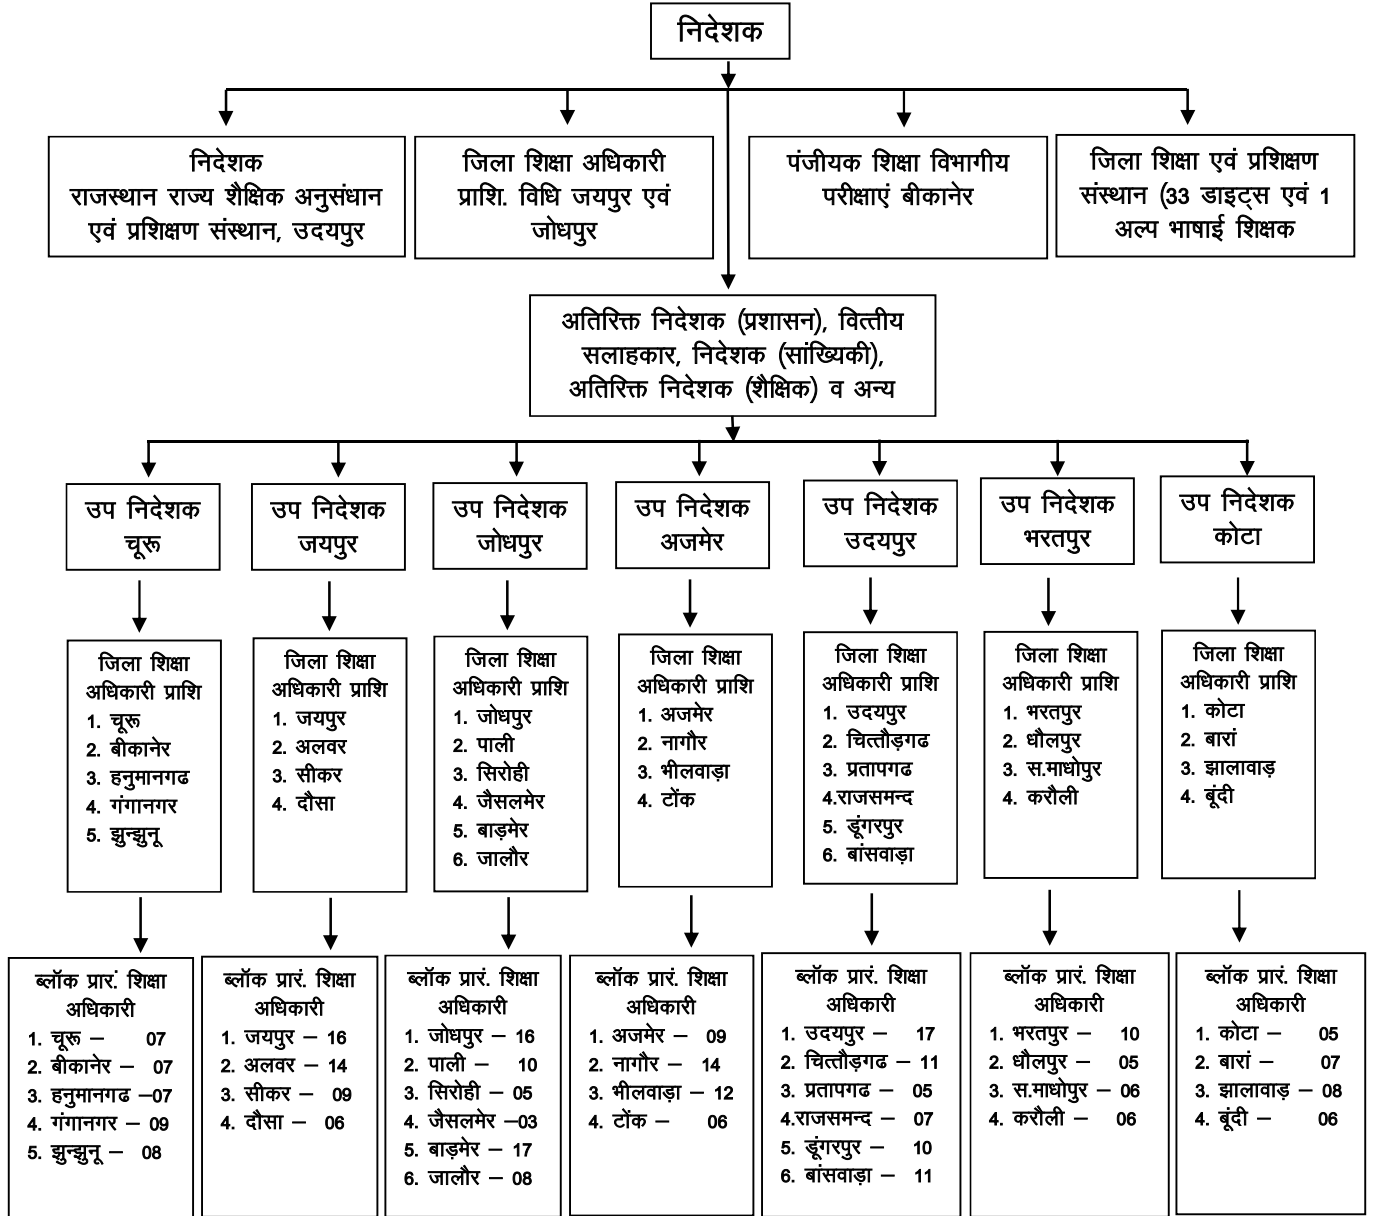 निदेशक
निदेशक
राजस्थान राज्य शैक्षिक अनुसंधान
एवं प्रशिक्षण संस्थान, उदयपुर
जिला शिक्षा अधिकारी
प्राशि. विधि जयपुर एवं
जोधपुर
पंजीयक शिक्षा विभागीय
परीक्षाएं बीकानेर
जिला शिक्षा एवं प्रशिक्षण
संस्थान (33 डाइट्स एवं 1
अल्प भाषाई शिक्षक
अतिरिक्त निदेशक (प्रशासन), वित्तीय
सलाहकार, निदेशक (सांख्यिकी),
अतिरिक्त निदेशक (शैक्षिक) व अन्य
उप निदेशक
चूरू
उप निदेशक
जयपुर
उप निदेशक
जोधपुर
उप निदेशक
अजमेर
उप निदेशक
उदयपुर
उप निदेशक
भरतपुर
उप निदेशक
कोटा
जिला शिक्षा
अधिकारी प्राशि
1. चूरू
2. बीकानेर
3. हनुमानगढ
4. गंगानगर
5. झुन्झुनू
जिला शिक्षा
अधिकारी प्राशि
1. जयपुर
2. अलवर
3. सीकर
4. दौसा
जिला शिक्षा
अधिकारी प्राशि
1. जोधपुर
2. पाली
3. सिरोही
4. जैसलमेर
5. बाड़मेर
6. जालौर
जिला शिक्षा
अधिकारी प्राशि
1. अजमेर
2. नागौर
3. भीलवाड़ा
4. टोंक
जिला शिक्षा
अधिकारी प्राशि
1. उदयपुर
2. चित्तौड़गढ
3. प्रतापगढ
4.राजसमन्द
5. डूंगरपुर
6. बांसवाड़ा
जिला शिक्षा
अधिकारी प्राशि
1. भरतपुर
2. धौलपुर
3. स.माधोपुर
4. करौली
जिला शिक्षा
अधिकारी प्राशि
1. कोटा
2. बारां
3. झालावाड़
4. बूंदी
ब्लॉक प्रारं. शिक्षा
अधिकारी
1. चूरू – 07
2. बीकानेर – 07
3. हनुमानगढ –07
4. गंगानगर – 09
5. झुन्झुनू – 08
ब्लॉक प्रारं. शिक्षा
अधिकारी
1. जयपुर – 16
2. अलवर – 14
3. सीकर – 09
4. दौसा – 06
ब्लॉक प्रारं. शिक्षा
अधिकारी
1. जोधपुर – 16
2. पाली – 10
3. सिरोही – 05
4. जैसलमेर –03
5. बाड़मेर – 17
6. जालौर – 08
ब्लॉक प्रारं. शिक्षा
अधिकारी
1. अजमेर – 09
2. नागौर – 14
3. भीलवाड़ा – 12
4. टोंक – 06
ब्लॉक प्रारं. शिक्षा
अधिकारी
1. उदयपुर – 17
2. चित्तौड़गढ – 11
3. प्रतापगढ – 05
4.राजसमन्द – 07
5. डूंगरपुर – 10
6. बांसवाड़ा – 11
ब्लॉक प्रारं. शिक्षा
अधिकारी
1. भरतपुर – 10
2. धौलपुर – 05
3. स.माधोपुर – 06
4. करौली – 06
ब्लॉक प्रारं. शिक्षा
अधिकारी
1. कोटा – 05
2. बारां – 07
3. झालावाड़ – 08
4. बूंदी – 06